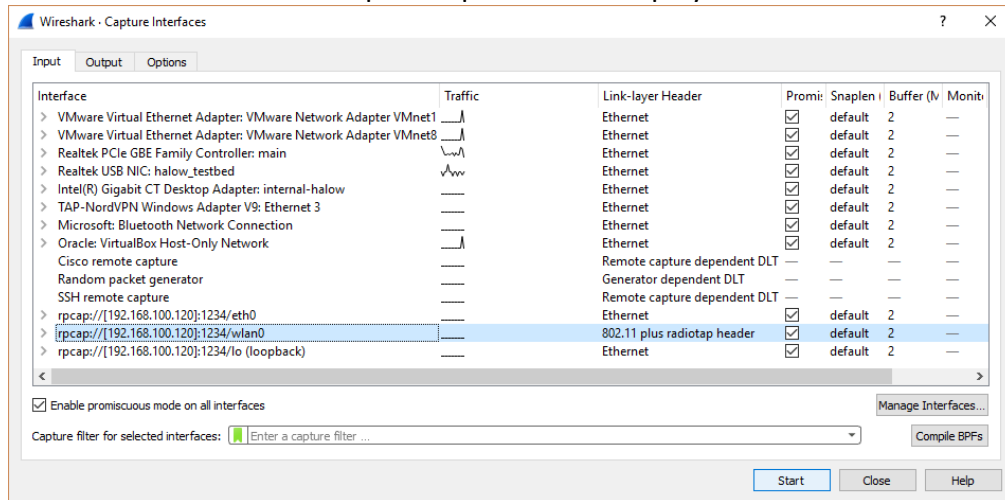 Wireshark · Capture Interfaces ? ×
Input Output Options
Interface Traffic Link-layer Header Promis Snaplen ( Buffer (M Monito
> VMware Virtual Ethernet Adapter: VMware Network Adapter VMnet1 Ethernet default 2 —
> VMware Virtual Ethernet Adapter: VMware Network Adapter VMnet8 Ethernet default 2 —
> Realtek PCIe GBE Family Controller: main Ethernet default 2 —
> Realtek USB NIC: halow_testbed Ethernet default 2 —
> Intel(R) Gigabit CT Desktop Adapter: internal-halow Ethernet default 2 —
> TAP-NordVPN Windows Adapter V9: Ethernet 3 Ethernet default 2 —
> Microsoft: Bluetooth Network Connection Ethernet default 2 —
> Oracle: VirtualBox Host-Only Network Ethernet default 2 —
Cisco remote capture Remote capture dependent DLT — — — —
Random packet generator Generator dependent DLT — — — —
SSH remote capture Remote capture dependent DLT — — — —
> rpcap://[192.168.100.120]:1234/eth0 Ethernet default 2 —
> rpcap://[192.168.100.120]:1234/wlan0 802.11 plus radiotap header default 2 —
> rpcap://[192.168.100.120]:1234/lo (loopback) Ethernet default 2 —
Enable promiscuous mode on all interfaces Manage Interfaces...
Capture filter for selected interfaces: Enter a capture filter ... Compile BPFs
Start Close Help